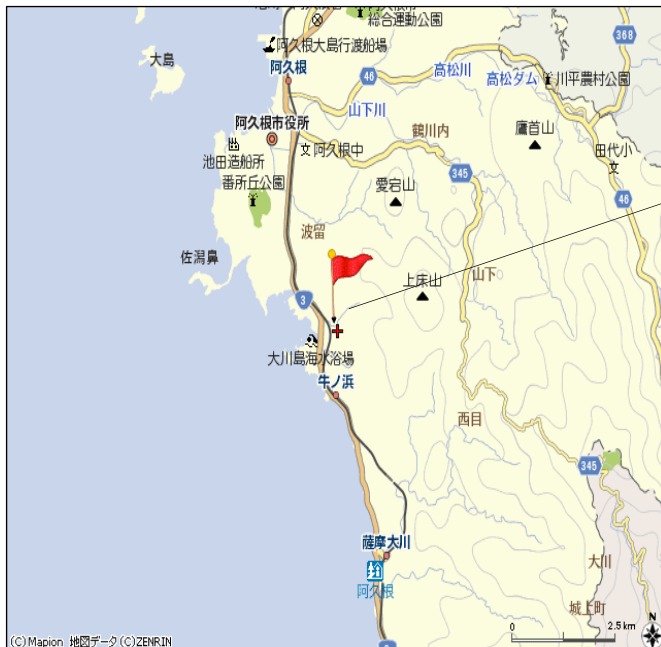 総合運動公園
阿久根大島行渡船場
大島
阿久根
46
高松川
高松ダム
川平農村公園
368
山下川
阿久根市役所
鶴川内
鷹首山
池田造船所
文 阿久根中
345
田代小
文
番所丘公園
愛宕山
46
波留
佐潟鼻
山下
上床山
3
大川島海水浴場
牛ノ浜
西目
345
薩摩大川
大川
阿久根
城上町
0 2.5 km
N
(C)Mapion 地図データ(C)ZENRIN